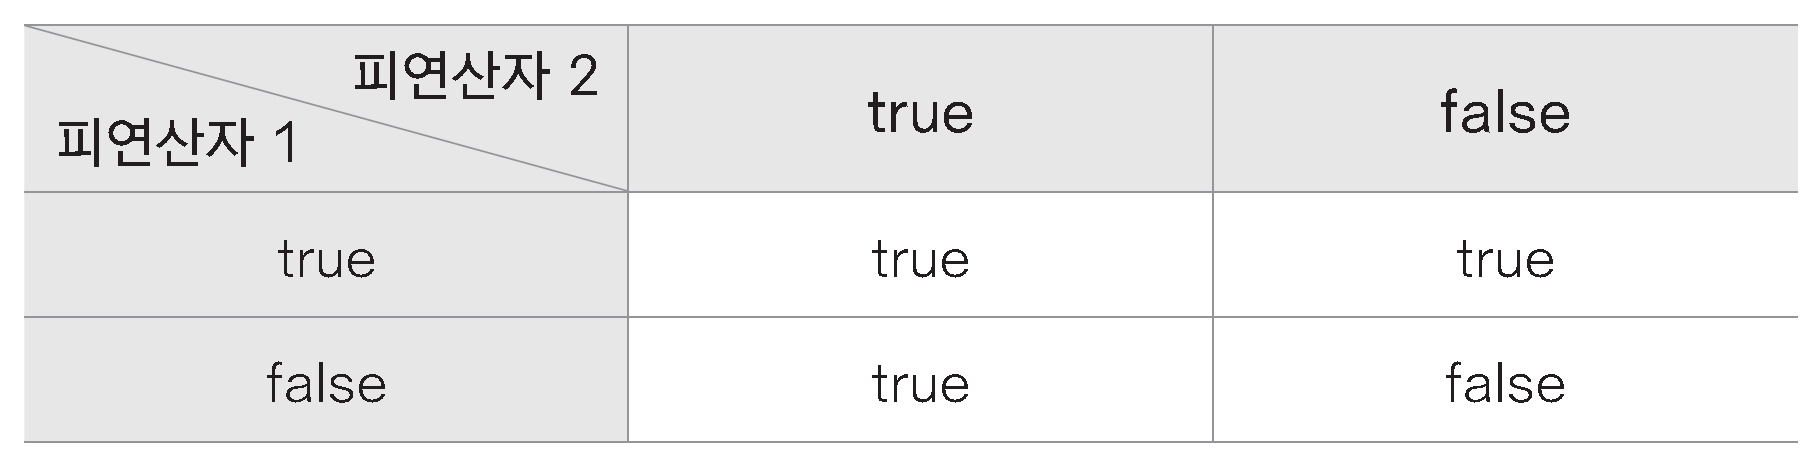 피연산자 2
피연산자 1
true false
true true true
false true false